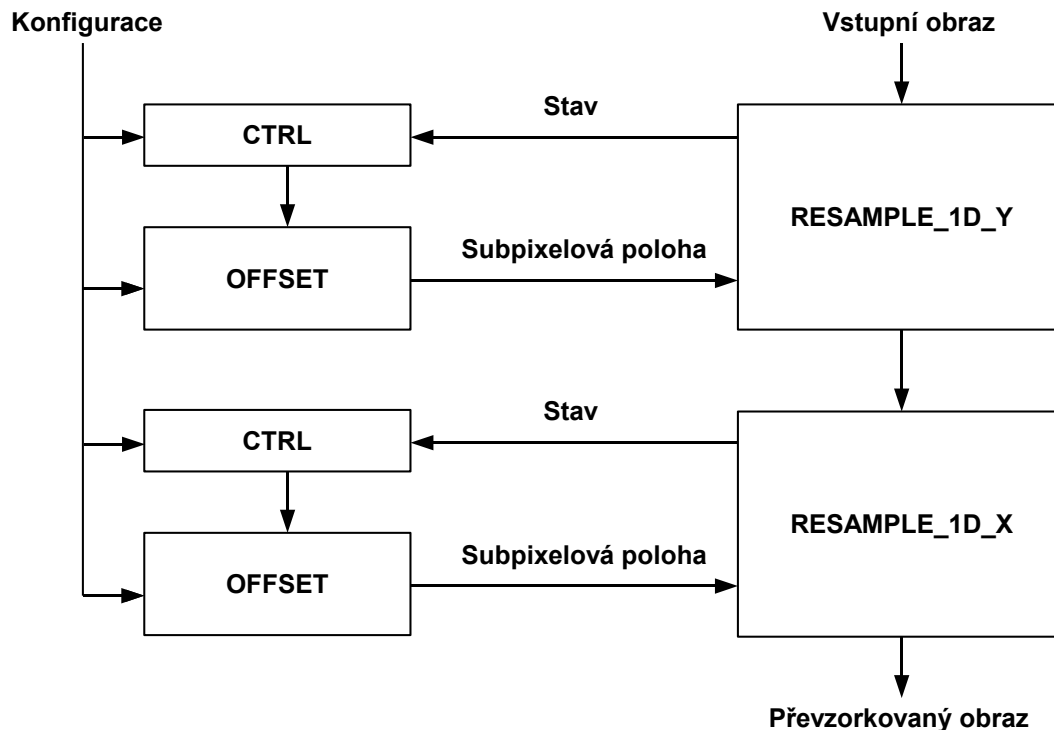 Konfigurace
Vstupní obraz
CTRL
Stav
RESAMPLE_1D_Y
OFFSET
Subpixelová poloha
CTRL
Stav
RESAMPLE_1D_X
OFFSET
Subpixelová poloha
Převzorkovaný obraz